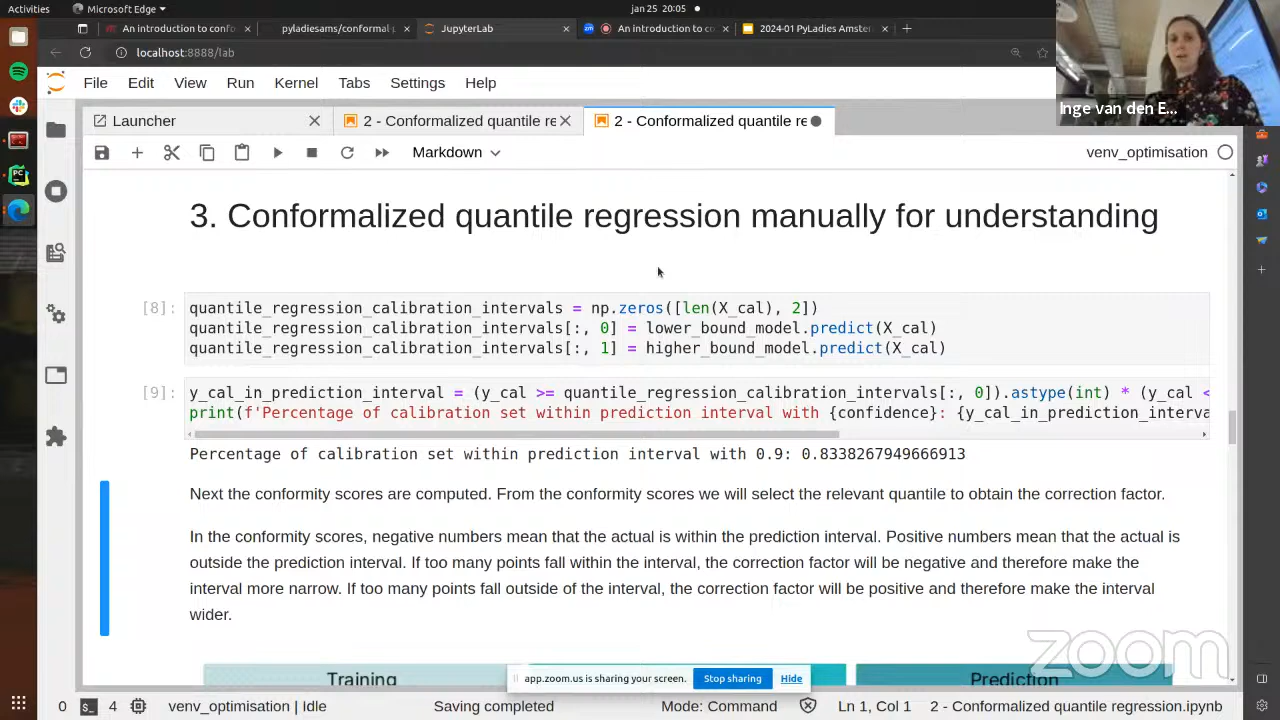 Activities
Microsoft Edge
jan 25 20:05
An introduction to confo
pyladiesams/conformal
JupyterLab
An introduction to c
2024-01 PyLadies Amste
localhost:8888/lab
File Edit View Run Kernel Tabs Settings Help
Inge van den E...
Launcher
2 - Conformalized quantile re
2 - Conformalized quantile re
Markdown
venv_optimisation
3. Conformalized quantile regression manually for understanding
[8]: quantile_regression_calibration_intervals = np.zeros([len(X_cal), 2])
quantile_regression_calibration_intervals[:, 0] = lower_bound_model.predict(X_cal)
quantile_regression_calibration_intervals[:, 1] = higher_bound_model.predict(X_cal)
[9]: y_cal_in_prediction_interval = (y_cal >= quantile_regression_calibration_intervals[:, 0]).astype(int) * (y_cal <
print(f'Percentage of calibration set within prediction interval with {confidence}: {y_cal_in_prediction_interva
Percentage of calibration set within prediction interval with 0.9: 0.8338267949666913
Next the conformity scores are computed. From the conformity scores we will select the relevant quantile to obtain the correction factor.
In the conformity scores, negative numbers mean that the actual is within the prediction interval. Positive numbers mean that the actual is
outside the prediction interval. If too many points fall within the interval, the correction factor will be negative and therefore make the
interval more narrow. If too many points fall outside of the interval, the correction factor will be positive and therefore make the interval
wider.
zoom
Training
Prediction
app.zoom.us is sharing your screen. Stop sharing Hide
0 4 venv_optimisation | Idle Saving completed Mode: Command Ln 1, Col 1 2 - Conformalized quantile regression.ipynb